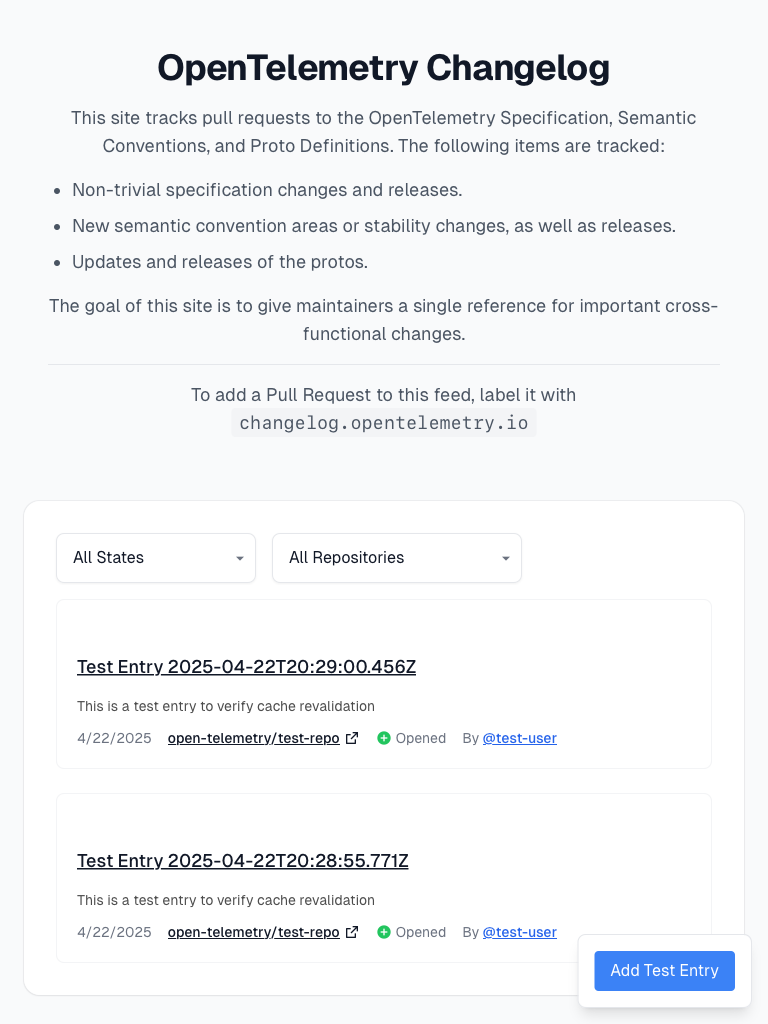 OpenTelemetry Changelog
This site tracks pull requests to the OpenTelemetry Specification, Semantic
Conventions, and Proto Definitions. The following items are tracked:
• Non-trivial specification changes and releases.
• New semantic convention areas or stability changes, as well as releases.
• Updates and releases of the protos.
The goal of this site is to give maintainers a single reference for important cross-
functional changes.
To add a Pull Request to this feed, label it with
changelog.opentelemetry.io
All States All Repositories
Test Entry 2025-04-22T20:29:00.456Z
This is a test entry to verify cache revalidation
4/22/2025 open-telemetry/test-repo Opened By @test-user
Test Entry 2025-04-22T20:28:55.771Z
This is a test entry to verify cache revalidation
4/22/2025 open-telemetry/test-repo Opened By @test-user
Add Test Entry